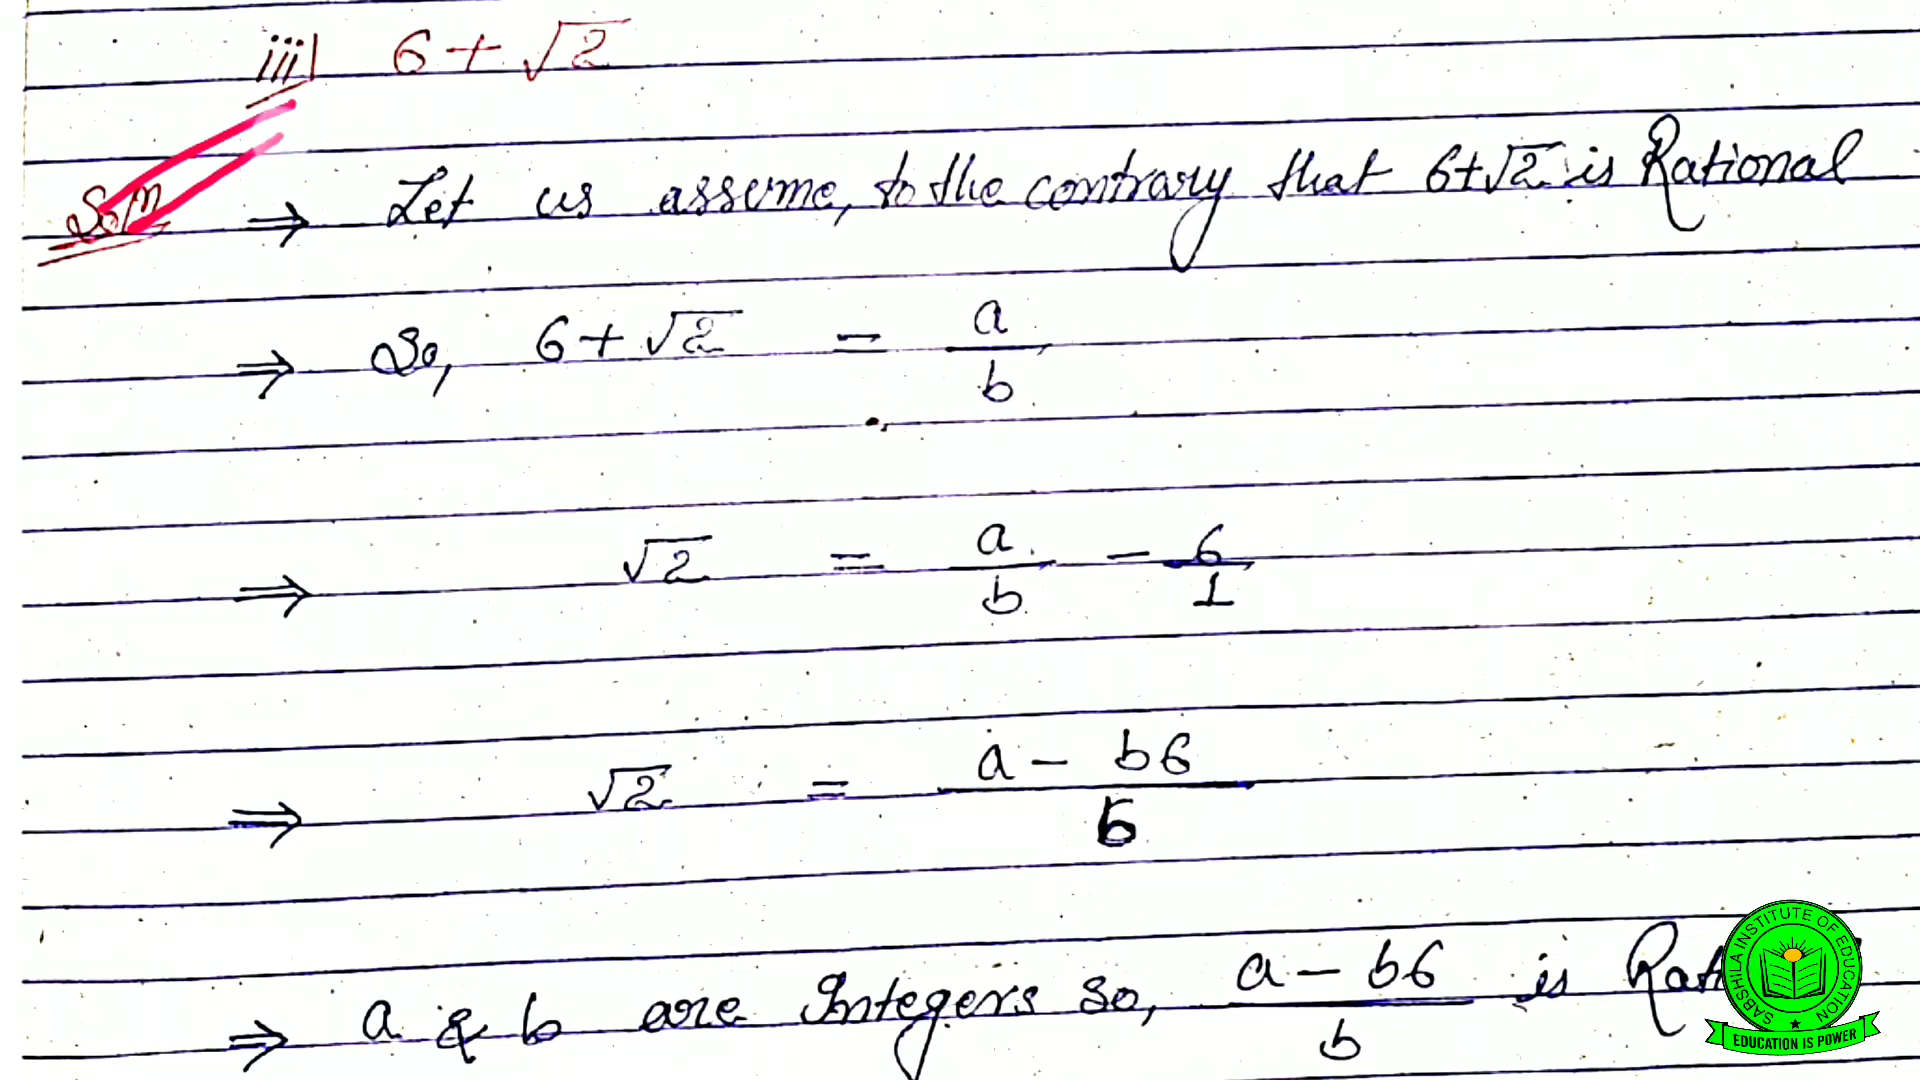 iii) 6+√2
Soln ⇒ Let us assume, to the contrary that 6+√2 is Rational
⇒ So, 6+√2 = a/b
⇒ √2 = a/b - 6/1
⇒ √2 = a - b6 / b
⇒ a & b are Integers so, a - b6 / b is
SABSHILA INSTITUTE OF EDUCATION
EDUCATION IS POWER